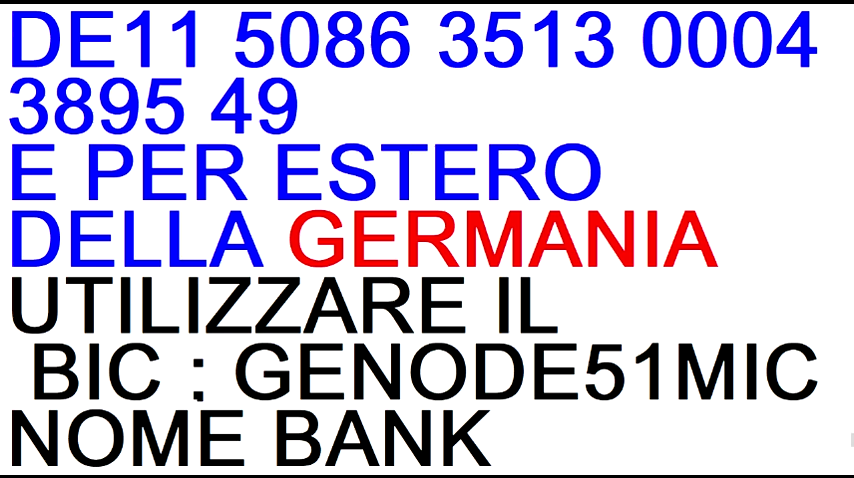 DE11 5086 3513 0004
3895 49
E PER ESTERO
DELLA GERMANIA
UTILIZZARE IL
BIC : GENODE51MIC
NOME BANK